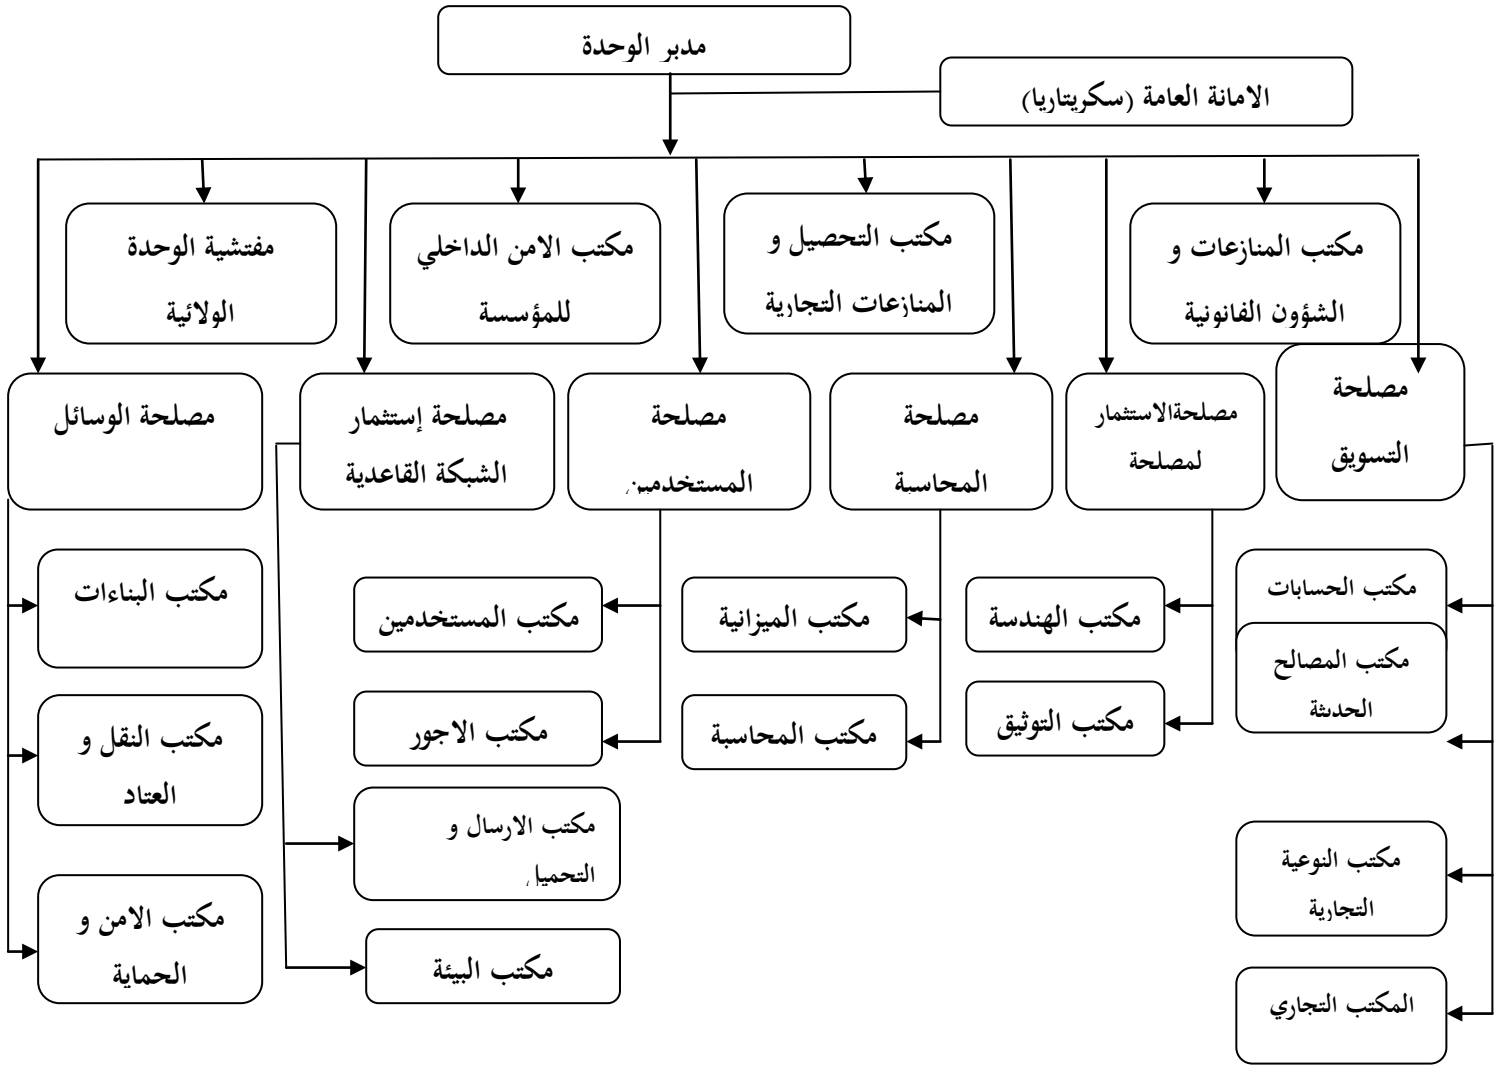 مدير الوحدة
الامانة العامة (سكريتاريا)
مكتب المنازعات و
الشؤون القانونية
مكتب التحصيل و
المنازعات التجارية
مكتب الامن الداخلي
للمؤسسة
مفتشية الوحدة
الولائية
مصلحة
التسويق
مصلحةالاستثمار
لمصلحة
مصلحة
المحاسبة
مصلحة
المستخدمين
مصلحة إستثمار
الشبكة القاعدية
مصلحة الوسائل
مكتب الحسابات
مكتب المصالح
الحديثة
مكتب النوعية
التجارية
المكتب التجاري
مكتب الهندسة
مكتب التوثيق
مكتب الميزانية
مكتب المحاسبة
مكتب المستخدمين
مكتب الاجور
مكتب الارسال و
التحميل
مكتب البيئة
مكتب البناءات
مكتب النقل و
العتاد
مكتب الامن و
الحماية